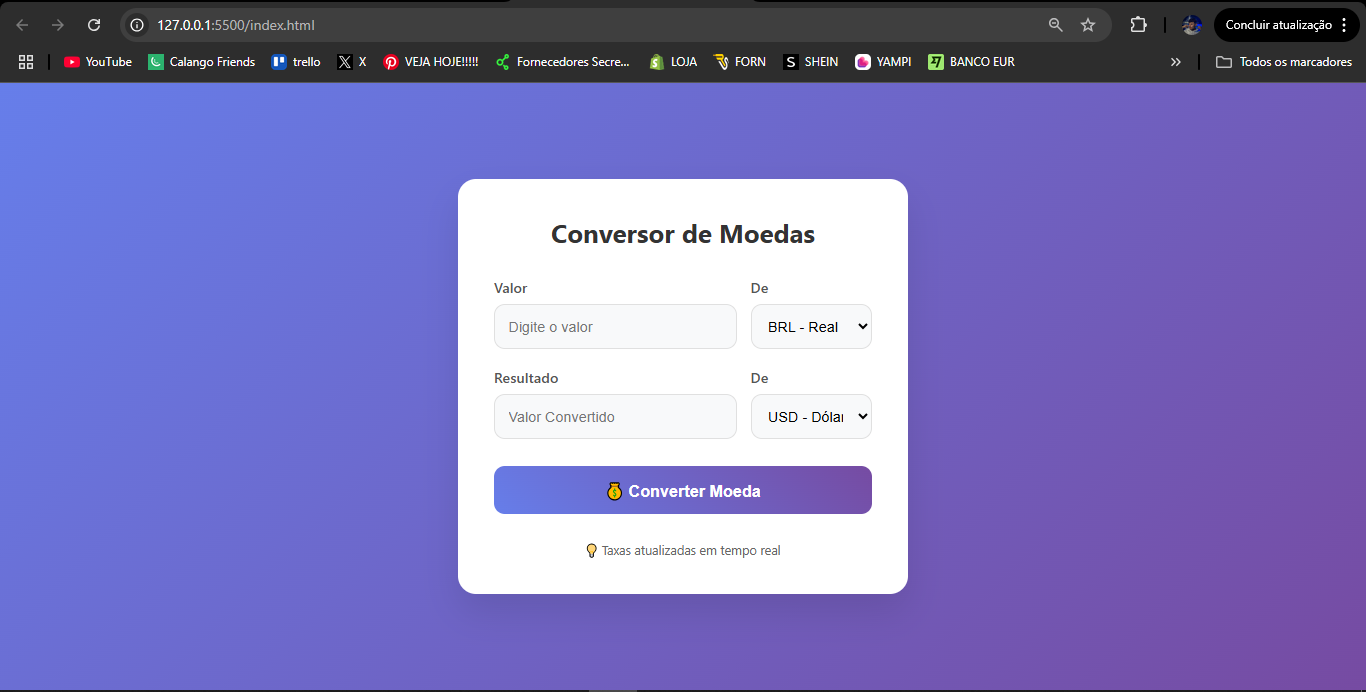 127.0.0.1:5500/index.html
Concluir atualização
YouTube
Calango Friends
trello
X
VEJA HOJE!!!!!
Fornecedores Secre...
LOJA
FORN
SHEIN
YAMPI
BANCO EUR
»
Todos os marcadores
Conversor de Moedas
Valor
De
Digite o valor
BRL - Real
Resultado
De
Valor Convertido
USD - Dólar
💰 Converter Moeda
💡 Taxas atualizadas em tempo real